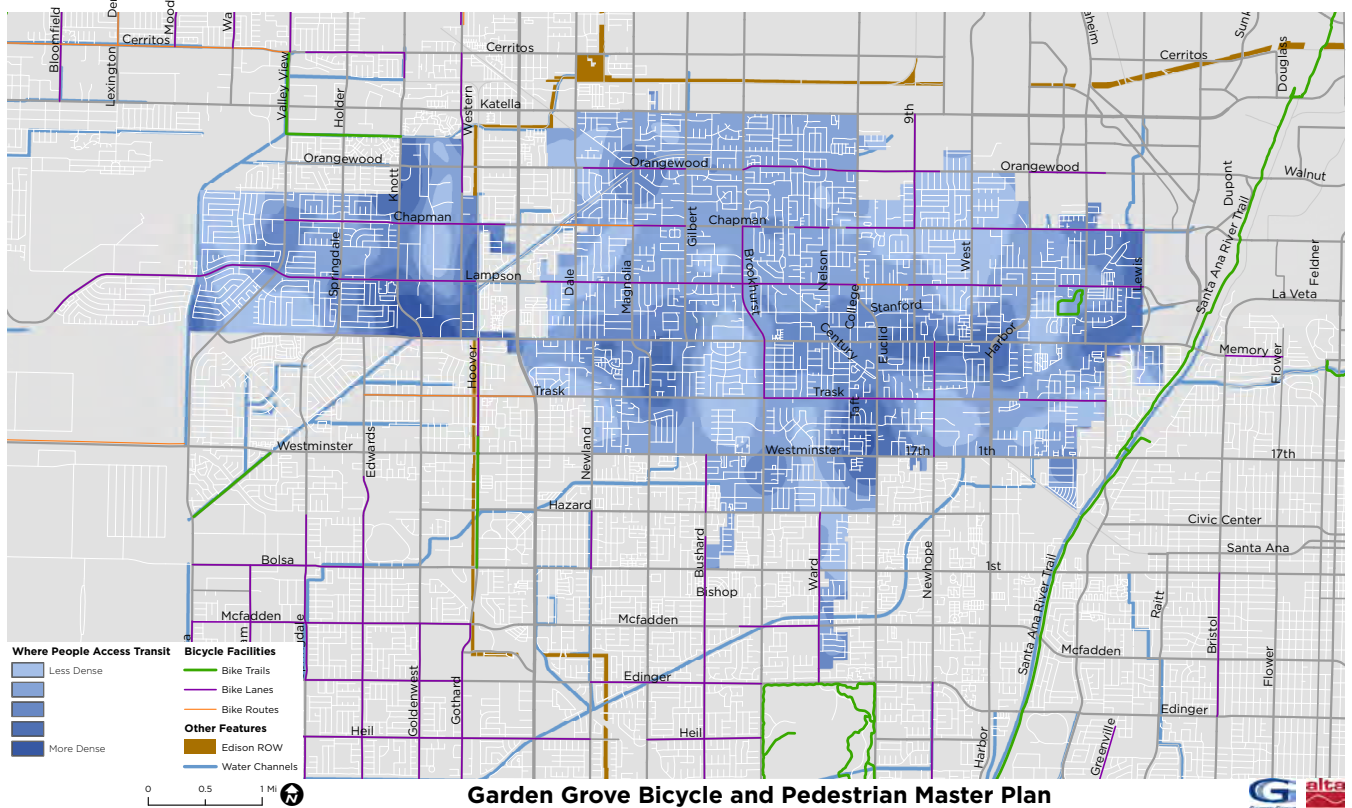 Bloomfield
Moody
Cerritos
Lexington
Valley View
Holder
Cerritos
Western
Katella
Cerritos
Douglass
9th
Orangewood
Knott
Orangewood
Orangewood
Walnut
Dupont
Chapman
Gilbert
Chapman
Santa Ana River Trail
Springdale
Lampson
Dale
Magnolia
Brookhurst
Nelson
West
Lewis
Feldner
College
Stanford
La Veta
Century
Euclid
Harbor
Hoover
Memory
Flower
Trask
Trask
Taft
Westminster
Edwards
Newland
Westminster
17th
1th
17th
Hazard
Civic Center
Bolsa
Bushard
Bishop
Ward
Newhope
1st
Santa Ana
Santa Ana River Trail
Raitt
Bristol
Mcfadden
Mcfadden
Mcfadden
Flower
Edinger
Goldenwest
Gothard
Edinger
Heil
Heil
Harbor
Greenville
Where People Access Transit
Less Dense
More Dense
Bicycle Facilities
Bike Trails
Bike Lanes
Bike Routes
Other Features
Edison ROW
Water Channels
0 0.5 1 Mi
N
Garden Grove Bicycle and Pedestrian Master Plan
G
alta